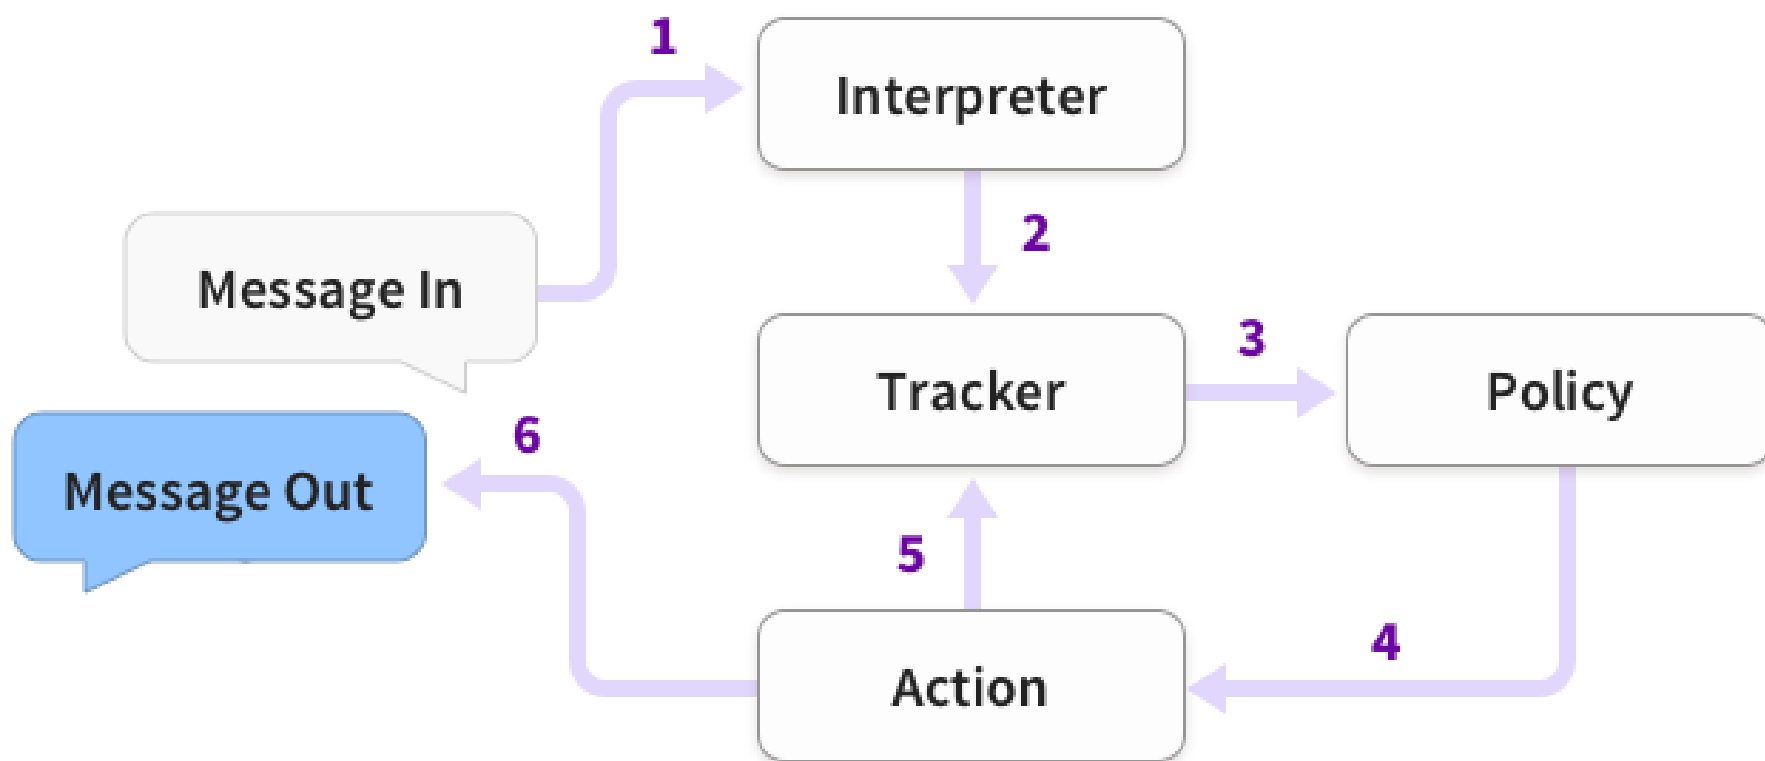 1
Interpreter
2
Message In
3
Tracker
Policy
6
Message Out
5
4
Action